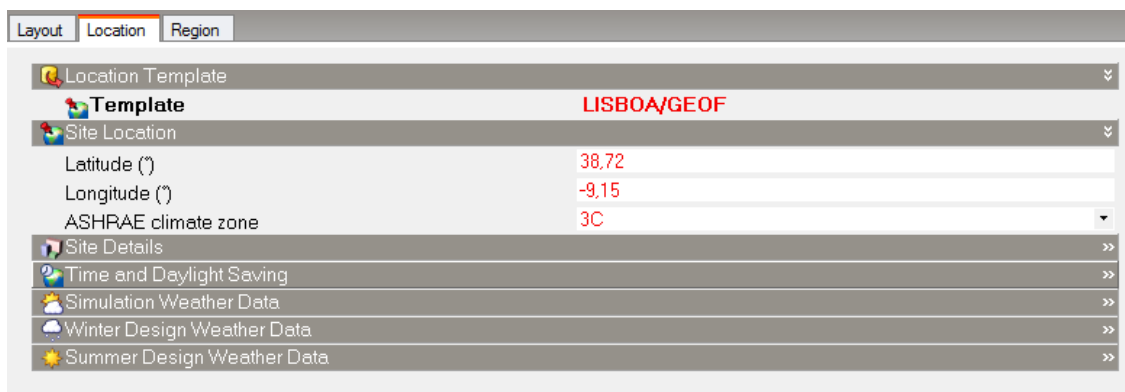 Layout Location Region
Location Template
Template LISBOA/GEOF
Site Location
Latitude (°) 38,72
Longitude (°) -9,15
ASHRAE climate zone 3C
Site Details
Time and Daylight Saving
Simulation Weather Data
Winter Design Weather Data
Summer Design Weather Data